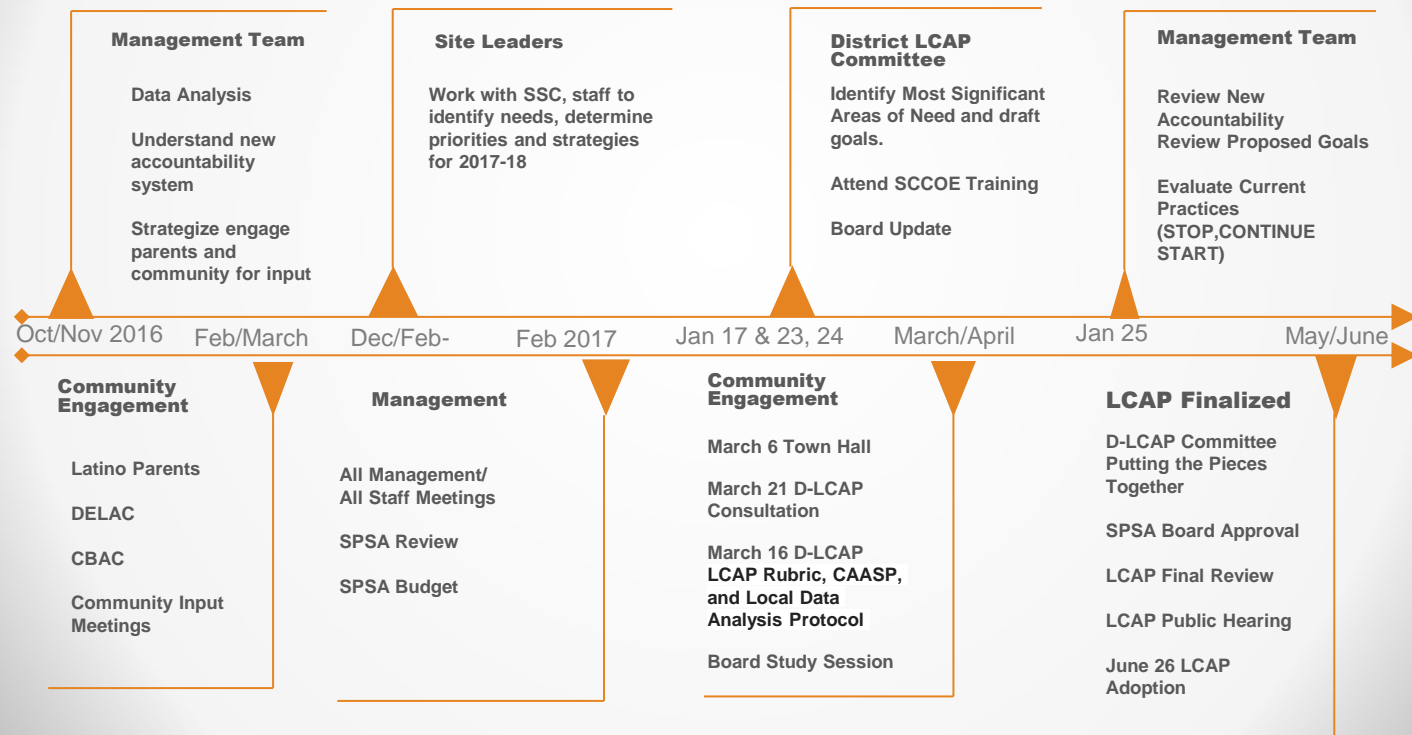 Management Team
Data Analysis
Understand new
accountability
system
Strategize engage
parents and
community for input
Site Leaders
Work with SSC, staff to
identify needs, determine
priorities and strategies
for 2017-18
District LCAP
Committee
Identify Most Significant
Areas of Need and draft
goals.
Attend SCCOE Training
Board Update
Management Team
Review New
Accountability
Review Proposed Goals
Evaluate Current
Practices
(STOP,CONTINUE
START)
Oct/Nov 2016
Feb/March
Dec/Feb-
Feb 2017
Jan 17 & 23, 24
March/April
Jan 25
May/June
Community
Engagement
Latino Parents
DELAC
CBAC
Community Input
Meetings
Management
All Management/
All Staff Meetings
SPSA Review
SPSA Budget
Community
Engagement
March 6 Town Hall
March 21 D-LCAP
Consultation
March 16 D-LCAP
LCAP Rubric, CAASP,
and Local Data
Analysis Protocol
Board Study Session
LCAP Finalized
D-LCAP Committee
Putting the Pieces
Together
SPSA Board Approval
LCAP Final Review
LCAP Public Hearing
June 26 LCAP
Adoption